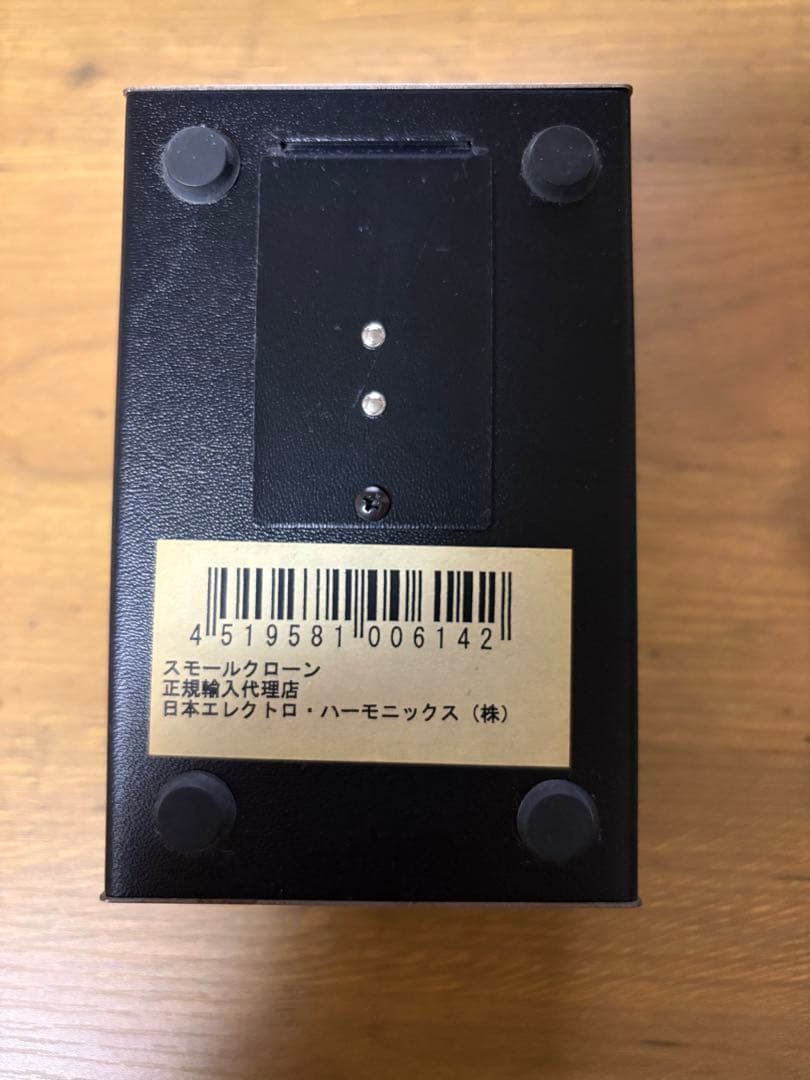 4 519581 006142
スモールクローン
正規輸入代理店
日本エレクトロ・ハーモニックス（株）